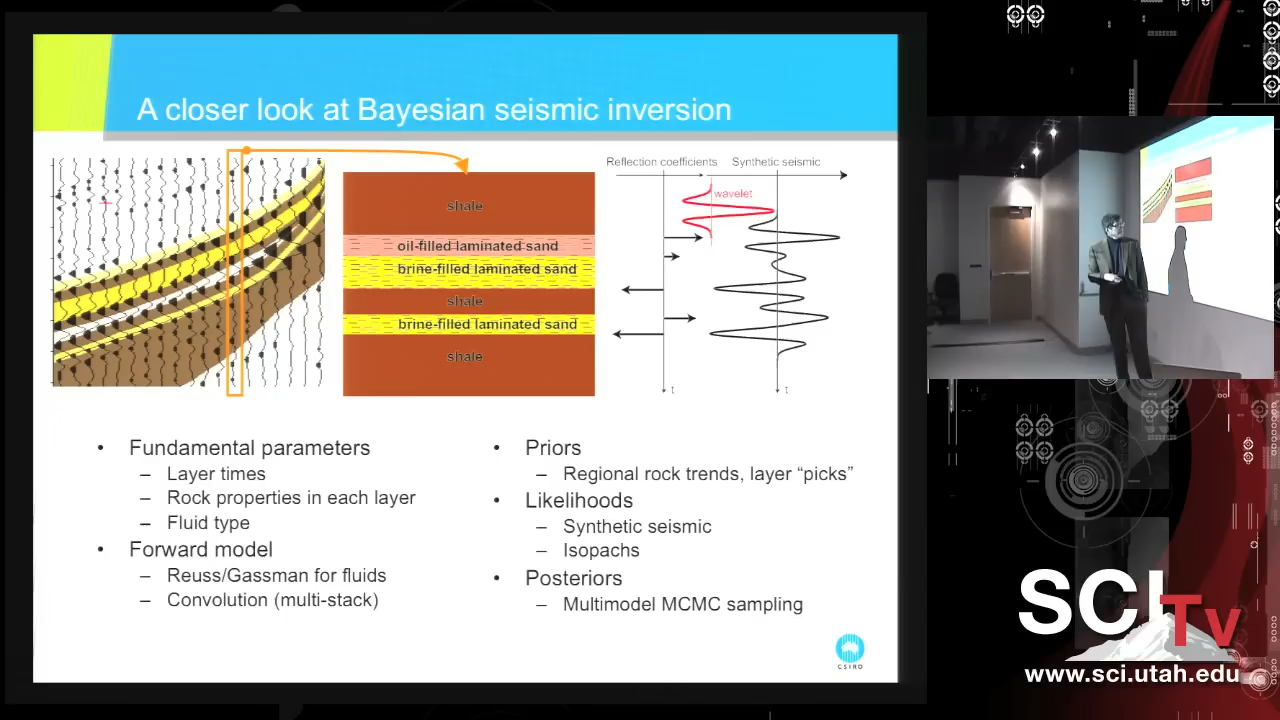 A closer look at Bayesian seismic inversion
shale
oil-filled laminated sand
brine-filled laminated sand
shale
brine-filled laminated sand
shale
Reflection coefficients
Synthetic seismic
wavelet
t
t
• Fundamental parameters
– Layer times
– Rock properties in each layer
– Fluid type
• Forward model
– Reuss/Gassman for fluids
– Convolution (multi-stack)
• Priors
– Regional rock trends, layer “picks”
• Likelihoods
– Synthetic seismic
– Isopachs
• Posteriors
– Multimodel MCMC sampling
CSIRO
SCI
Tv
www.sci.utah.edu